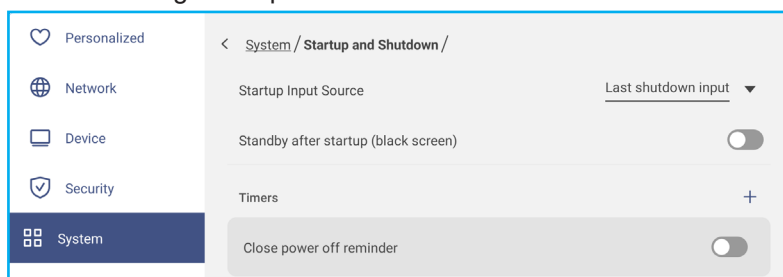 Personalized
Network
Device
Security
System
< System / Startup and Shutdown /
Startup Input Source
Last shutdown input
Standby after startup (black screen)
Timers
+
Close power off reminder